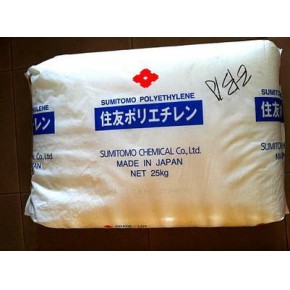 SUMITOMO POLYETHYLENE
住友ポリエチレン
SUMITOMO CHEMICAL Co., Ltd.
MADE IN JAPAN
NET 25kg